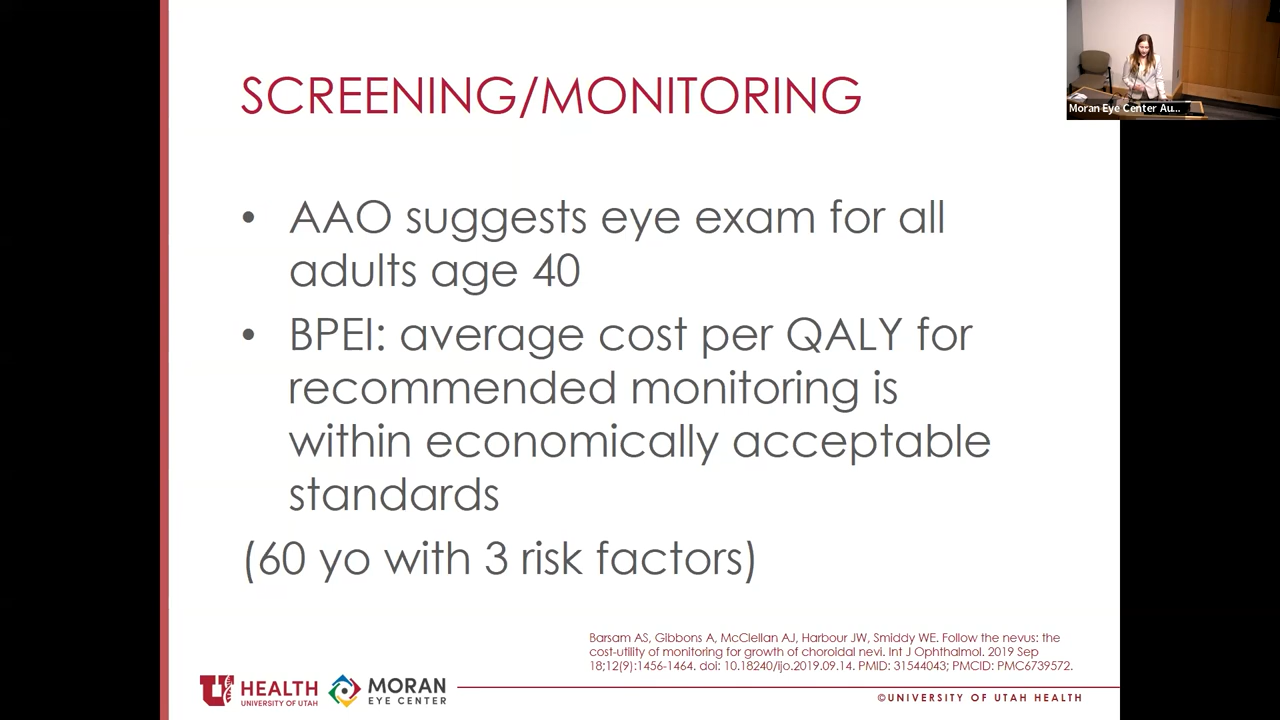 SCREENING/MONITORING
Moran Eye Center Au...
• AAO suggests eye exam for all
adults age 40
• BPEI: average cost per QALY for
recommended monitoring is
within economically acceptable
standards
(60 yo with 3 risk factors)
Barsam AS, Gibbons A, McClellan AJ, Harbour JW, Smiddy WE. Follow the nevus: the
cost-utility of monitoring for growth of choroidal nevi. Int J Ophthalmol. 2019 Sep
18;12(9):1456-1464. doi: 10.18240/ijo.2019.09.14. PMID: 31544043; PMCID: PMC6739572.
U HEALTH
UNIVERSITY OF UTAH
MORAN
EYE CENTER
©UNIVERSITY OF UTAH HEALTH